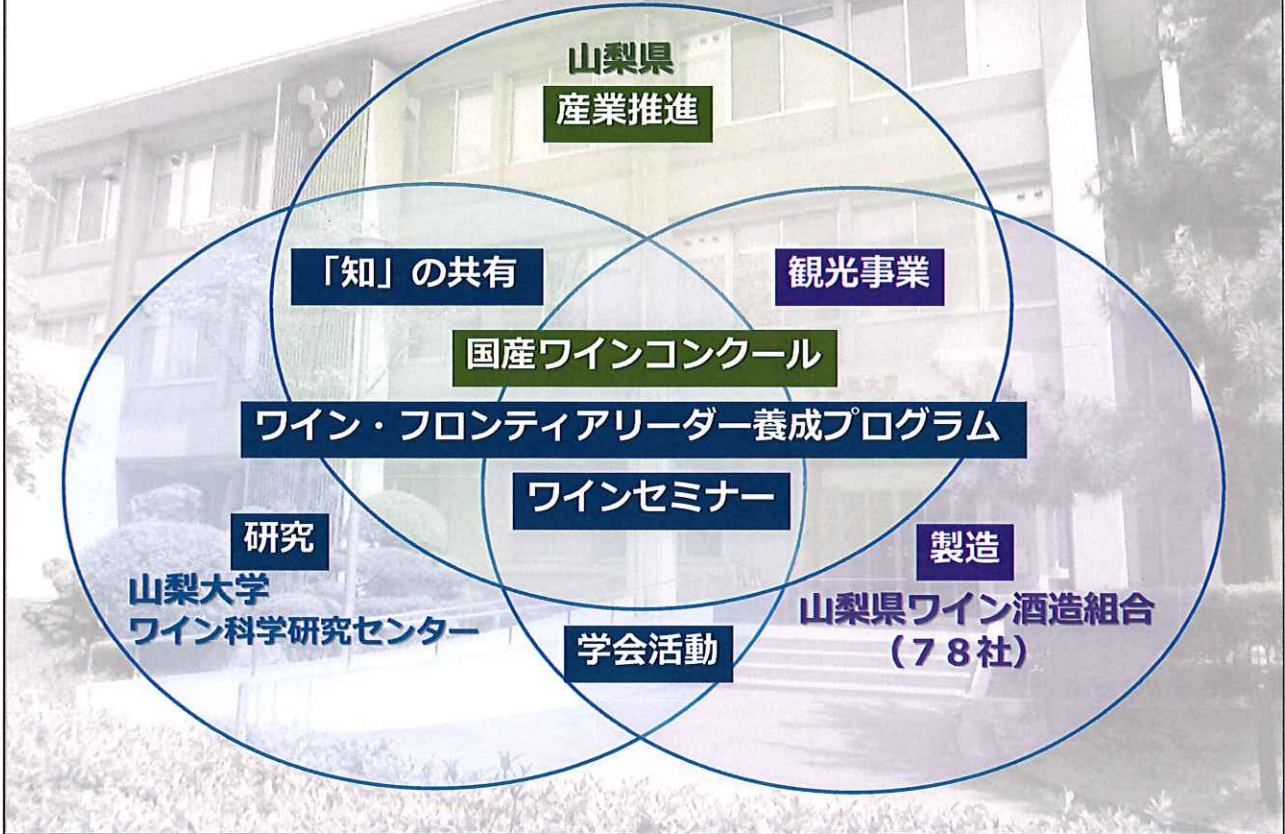 山梨県
産業推進
「知」の共有
観光事業
国産ワインコンクール
ワイン・フロンティアリーダー養成プログラム
ワインセミナー
研究
山梨大学
ワイン科学研究センター
製造
山梨県ワイン酒造組合
（７８社）
学会活動